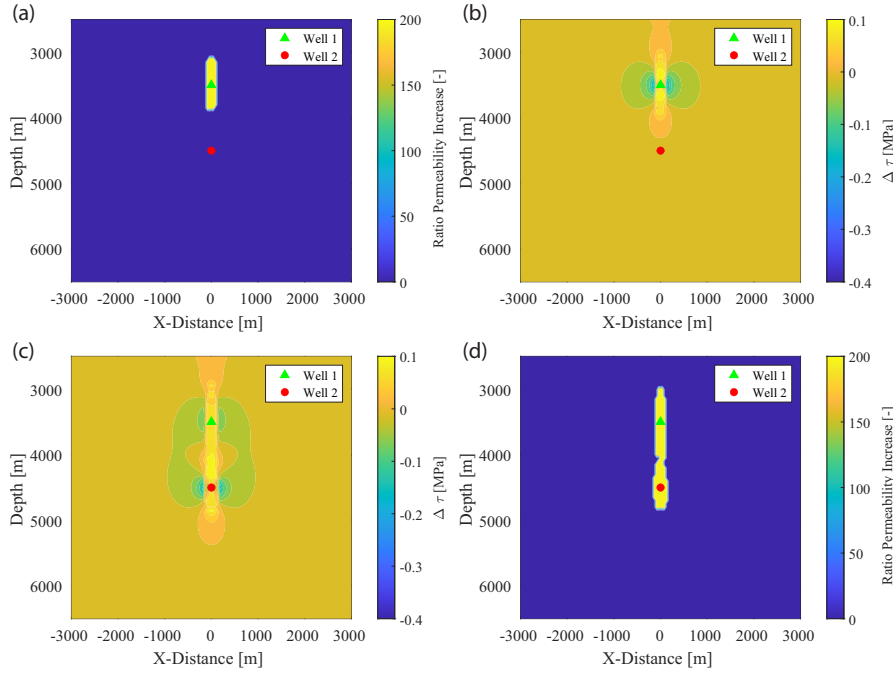 (a)
3000
4000
5000
6000
Depth [m]
-3000 -2000 -1000 0 1000 2000 3000
X-Distance [m]
Well 1
Well 2
200
150
100
50
0
Ratio Permeability Increase [-]
(b)
3000
4000
5000
6000
Depth [m]
-3000 -2000 -1000 0 1000 2000 3000
X-Distance [m]
Well 1
Well 2
0.1
0
-0.1
-0.2
-0.3
-0.4
Δ τ [MPa]
(c)
3000
4000
5000
6000
Depth [m]
-3000 -2000 -1000 0 1000 2000 3000
X-Distance [m]
Well 1
Well 2
0.1
0
-0.1
-0.2
-0.3
-0.4
Δ τ [MPa]
(d)
3000
4000
5000
6000
Depth [m]
-3000 -2000 -1000 0 1000 2000 3000
X-Distance [m]
Well 1
Well 2
200
150
100
50
0
Ratio Permeability Increase [-]